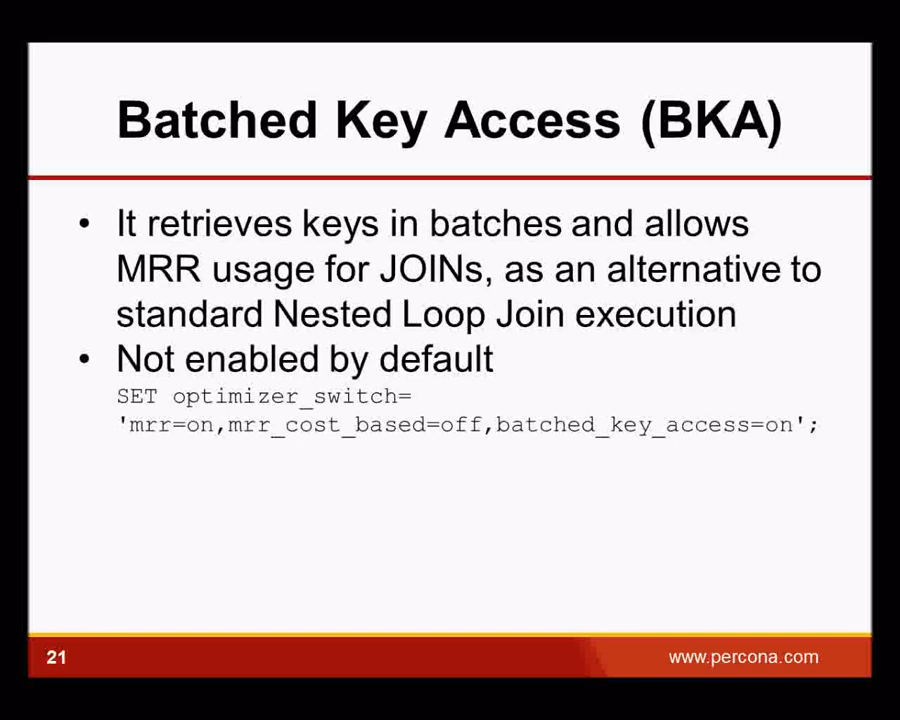 Batched Key Access (BKA)
• It retrieves keys in batches and allows
MRR usage for JOINs, as an alternative to
standard Nested Loop Join execution
• Not enabled by default
SET optimizer_switch=
'mrr=on,mrr_cost_based=off,batched_key_access=on';
21
www.percona.com